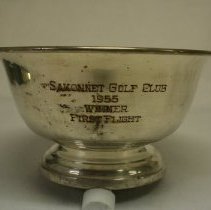 SAKONNET GOLF CLUB
1955
WINNER
FIRST FLIGHT